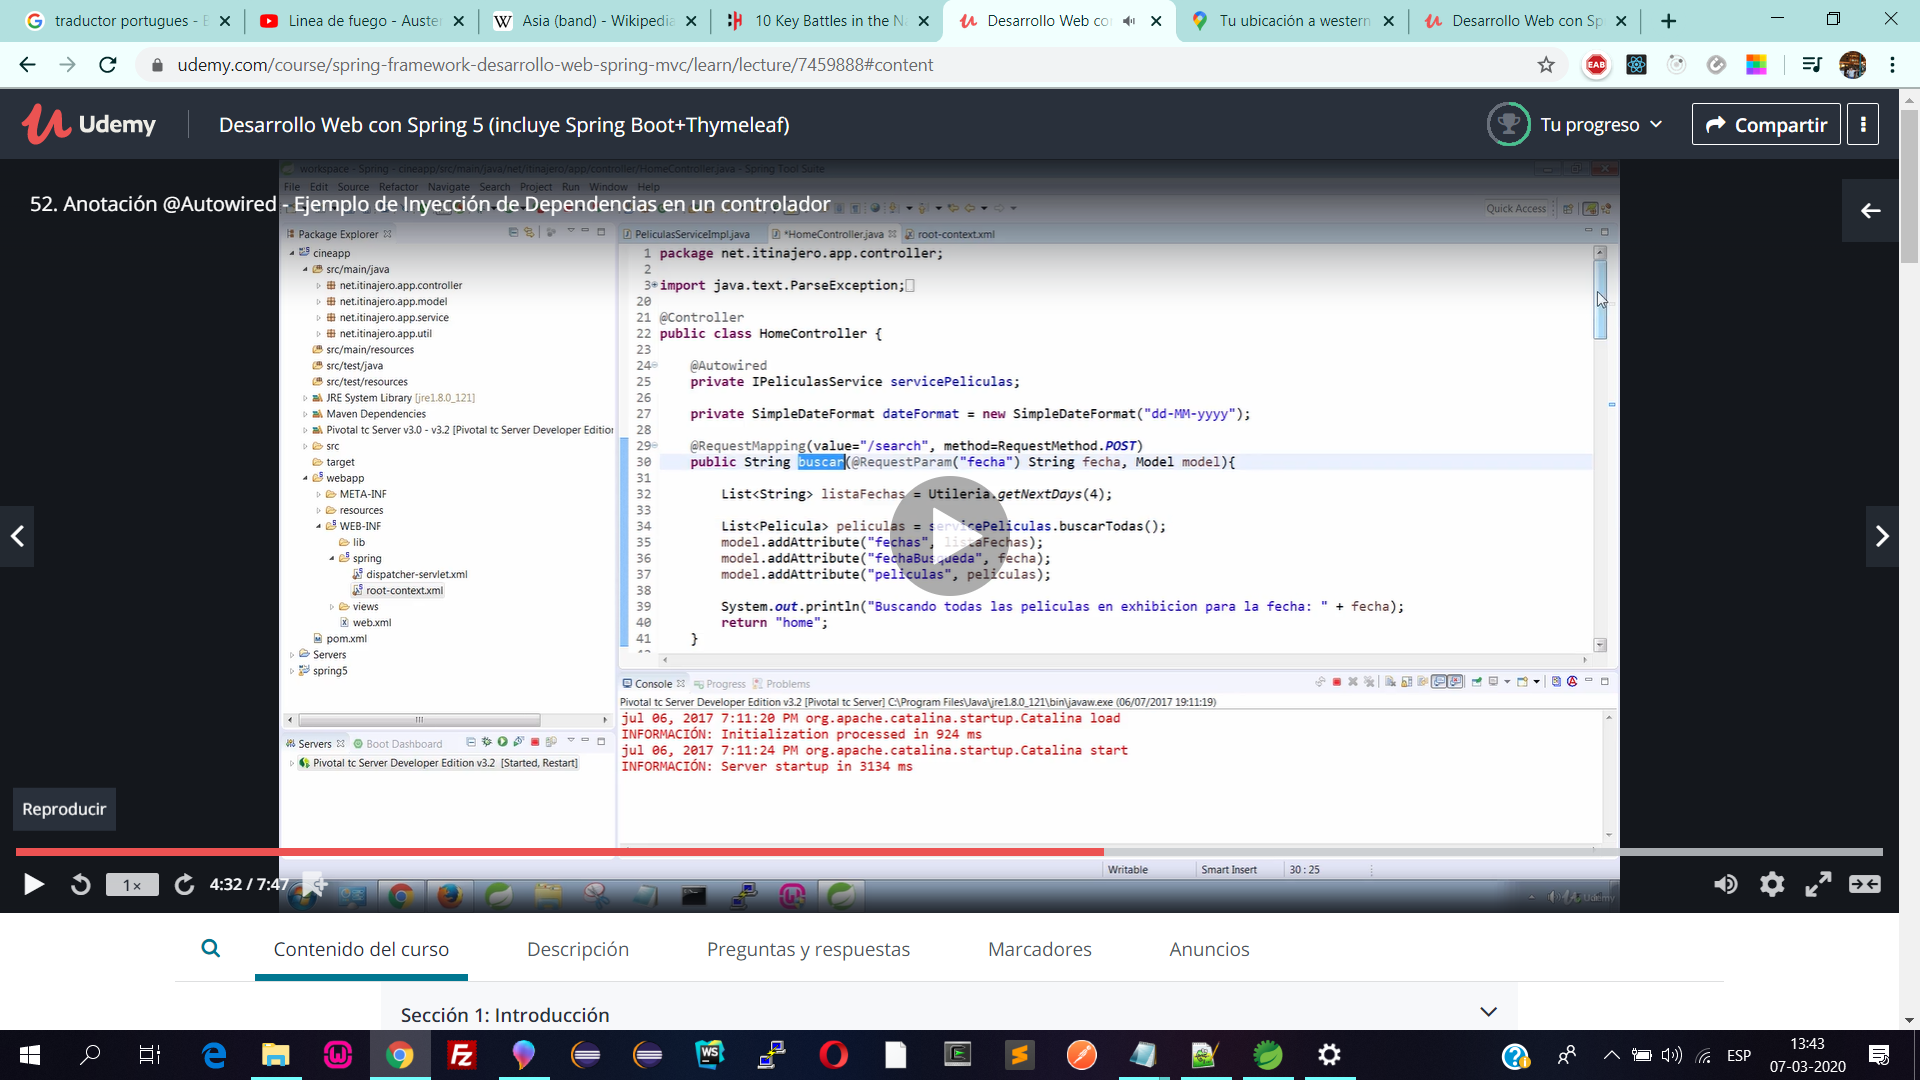 traductor portugues - E
Linea de fuego - Auster
Asia (band) - Wikipedia
10 Key Battles in the N
Desarrollo Web co
Tu ubicación a western
Desarrollo Web con Sp
udemy.com/course/spring-framework-desarrollo-web-spring-mvc/learn/lecture/7459888#content
EAB
Udemy
Desarrollo Web con Spring 5 (incluye Spring Boot+Thymeleaf)
Tu progreso
Compartir
workspace - Spring - cineapp/src/main/java/net/itinajero/app/controller/HomeController.java - Spring Tool Suite
File Edit Source Refactor Navigate Search Project Run Window Help
52. Anotación @Autowired - Ejemplo de Inyección de Dependencias en un controlador
Quick Access
Package Explorer
cineapp
src/main/java
net.itinajero.app.controller
net.itinajero.app.model
net.itinajero.app.service
net.itinajero.app.util
src/main/resources
src/test/java
src/test/resources
JRE System Library [jre1.8.0_121]
Maven Dependencies
Pivotal tc Server v3.0 - v3.2 [Pivotal tc Server Developer Edition
src
target
webapp
META-INF
resources
WEB-INF
lib
spring
dispatcher-servlet.xml
root-context.xml
views
web.xml
pom.xml
Servers
spring5
PeliculasServiceImpl.java *HomeController.java root-context.xml
1 package net.itinajero.app.controller;
2
3 import java.text.ParseException;
20
21 @Controller
22 public class HomeController {
23
24 @Autowired
25 private IPeliculasService servicePeliculas;
26
27 private SimpleDateFormat dateFormat = new SimpleDateFormat("dd-MM-yyyy");
28
29 @RequestMapping(value="/search", method=RequestMethod.POST)
30 public String buscar(@RequestParam("fecha") String fecha, Model model){
31
32 List<String> listaFechas = Utileria.getNextDays(4);
33
34 List<Pelicula> peliculas = servicePeliculas.buscarTodas();
35 model.addAttribute("fechas", listaFechas);
36 model.addAttribute("fechaBusqueda", fecha);
37 model.addAttribute("peliculas", peliculas);
38
39 System.out.println("Buscando todas las peliculas en exhibicion para la fecha: " + fecha);
40 return "home";
41 }
Console Progress Problems
Pivotal tc Server Developer Edition v3.2 [Pivotal tc Server] C:\Program Files\Java\jre1.8.0_121\bin\javaw.exe (06/07/2017 19:11:19)
jul 06, 2017 7:11:20 PM org.apache.catalina.startup.Catalina load
INFORMACIÓN: Initialization processed in 924 ms
jul 06, 2017 7:11:24 PM org.apache.catalina.startup.Catalina start
INFORMACIÓN: Server startup in 3134 ms
Servers Boot Dashboard
Pivotal tc Server Developer Edition v3.2 [Started, Restart]
Writable Smart Insert 30 : 25
Reproducir
1× 4:32 / 7:47
Udemy
Contenido del curso
Descripción
Preguntas y respuestas
Marcadores
Anuncios
Sección 1: Introducción
ESP
13:43
07-03-2020